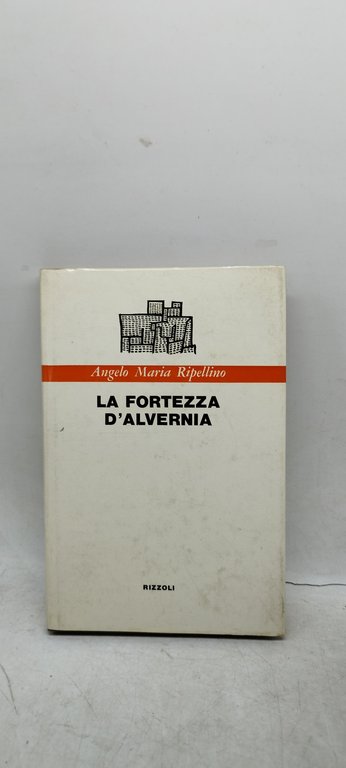 Angelo Maria Ripellino
LA FORTEZZA
D'ALVERNIA
RIZZOLI